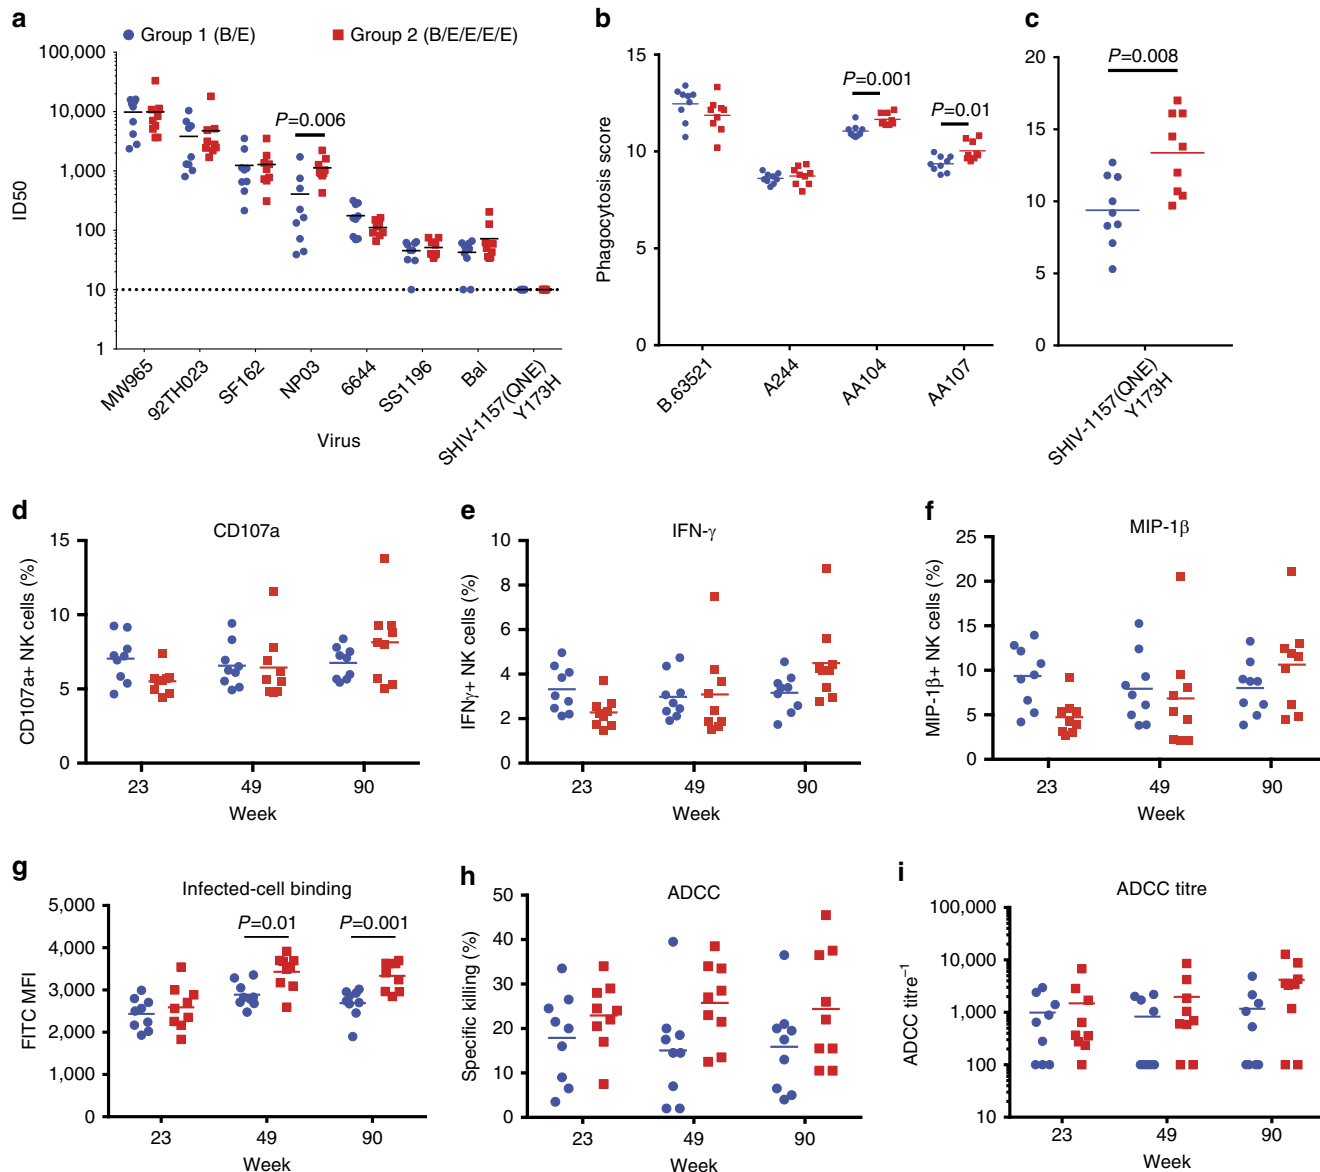 a
Group 1 (B/E)
Group 2 (B/E/E/E/E)
100,000
10,000
1,000
100
10
1
ID50
P=0.006
MW965
92TH023
SF162
NP03
6644
SS1196
Bal
SHIV-1157(QNE)
Y173H
Virus
b
15
10
5
0
Phagocytosis score
P=0.001
P=0.01
B.63521
A244
AA104
AA107
c
20
15
10
5
0
P=0.008
SHIV-1157(QNE)
Y173H
d
CD107a
15
10
5
0
CD107a+ NK cells (%)
23
49
90
Week
e
IFN-γ
10
8
6
4
2
0
IFNγ+ NK cells (%)
23
49
90
Week
f
MIP-1β
25
20
15
10
5
0
MIP-1β+ NK cells (%)
23
49
90
Week
g
Infected-cell binding
5,000
4,000
3,000
2,000
1,000
0
FITC MFI
P=0.01
P=0.001
23
49
90
Week
h
ADCC
50
40
30
20
10
0
Specific killing (%)
23
49
90
Week
i
ADCC titre
100,000
10,000
1,000
100
10
ADCC titre⁻¹
23
49
90
Week